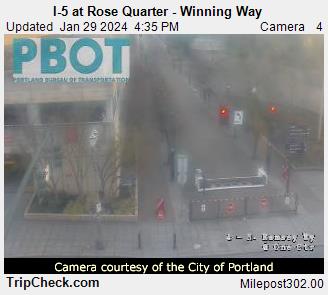 I-5 at Rose Quarter - Winning Way
Updated Jan 29 2024 4:35 PM Camera 4
PBOT
PORTLAND BUREAU OF TRANSPORTATION
Camera courtesy of the City of Portland
TripCheck.com Milepost302.00